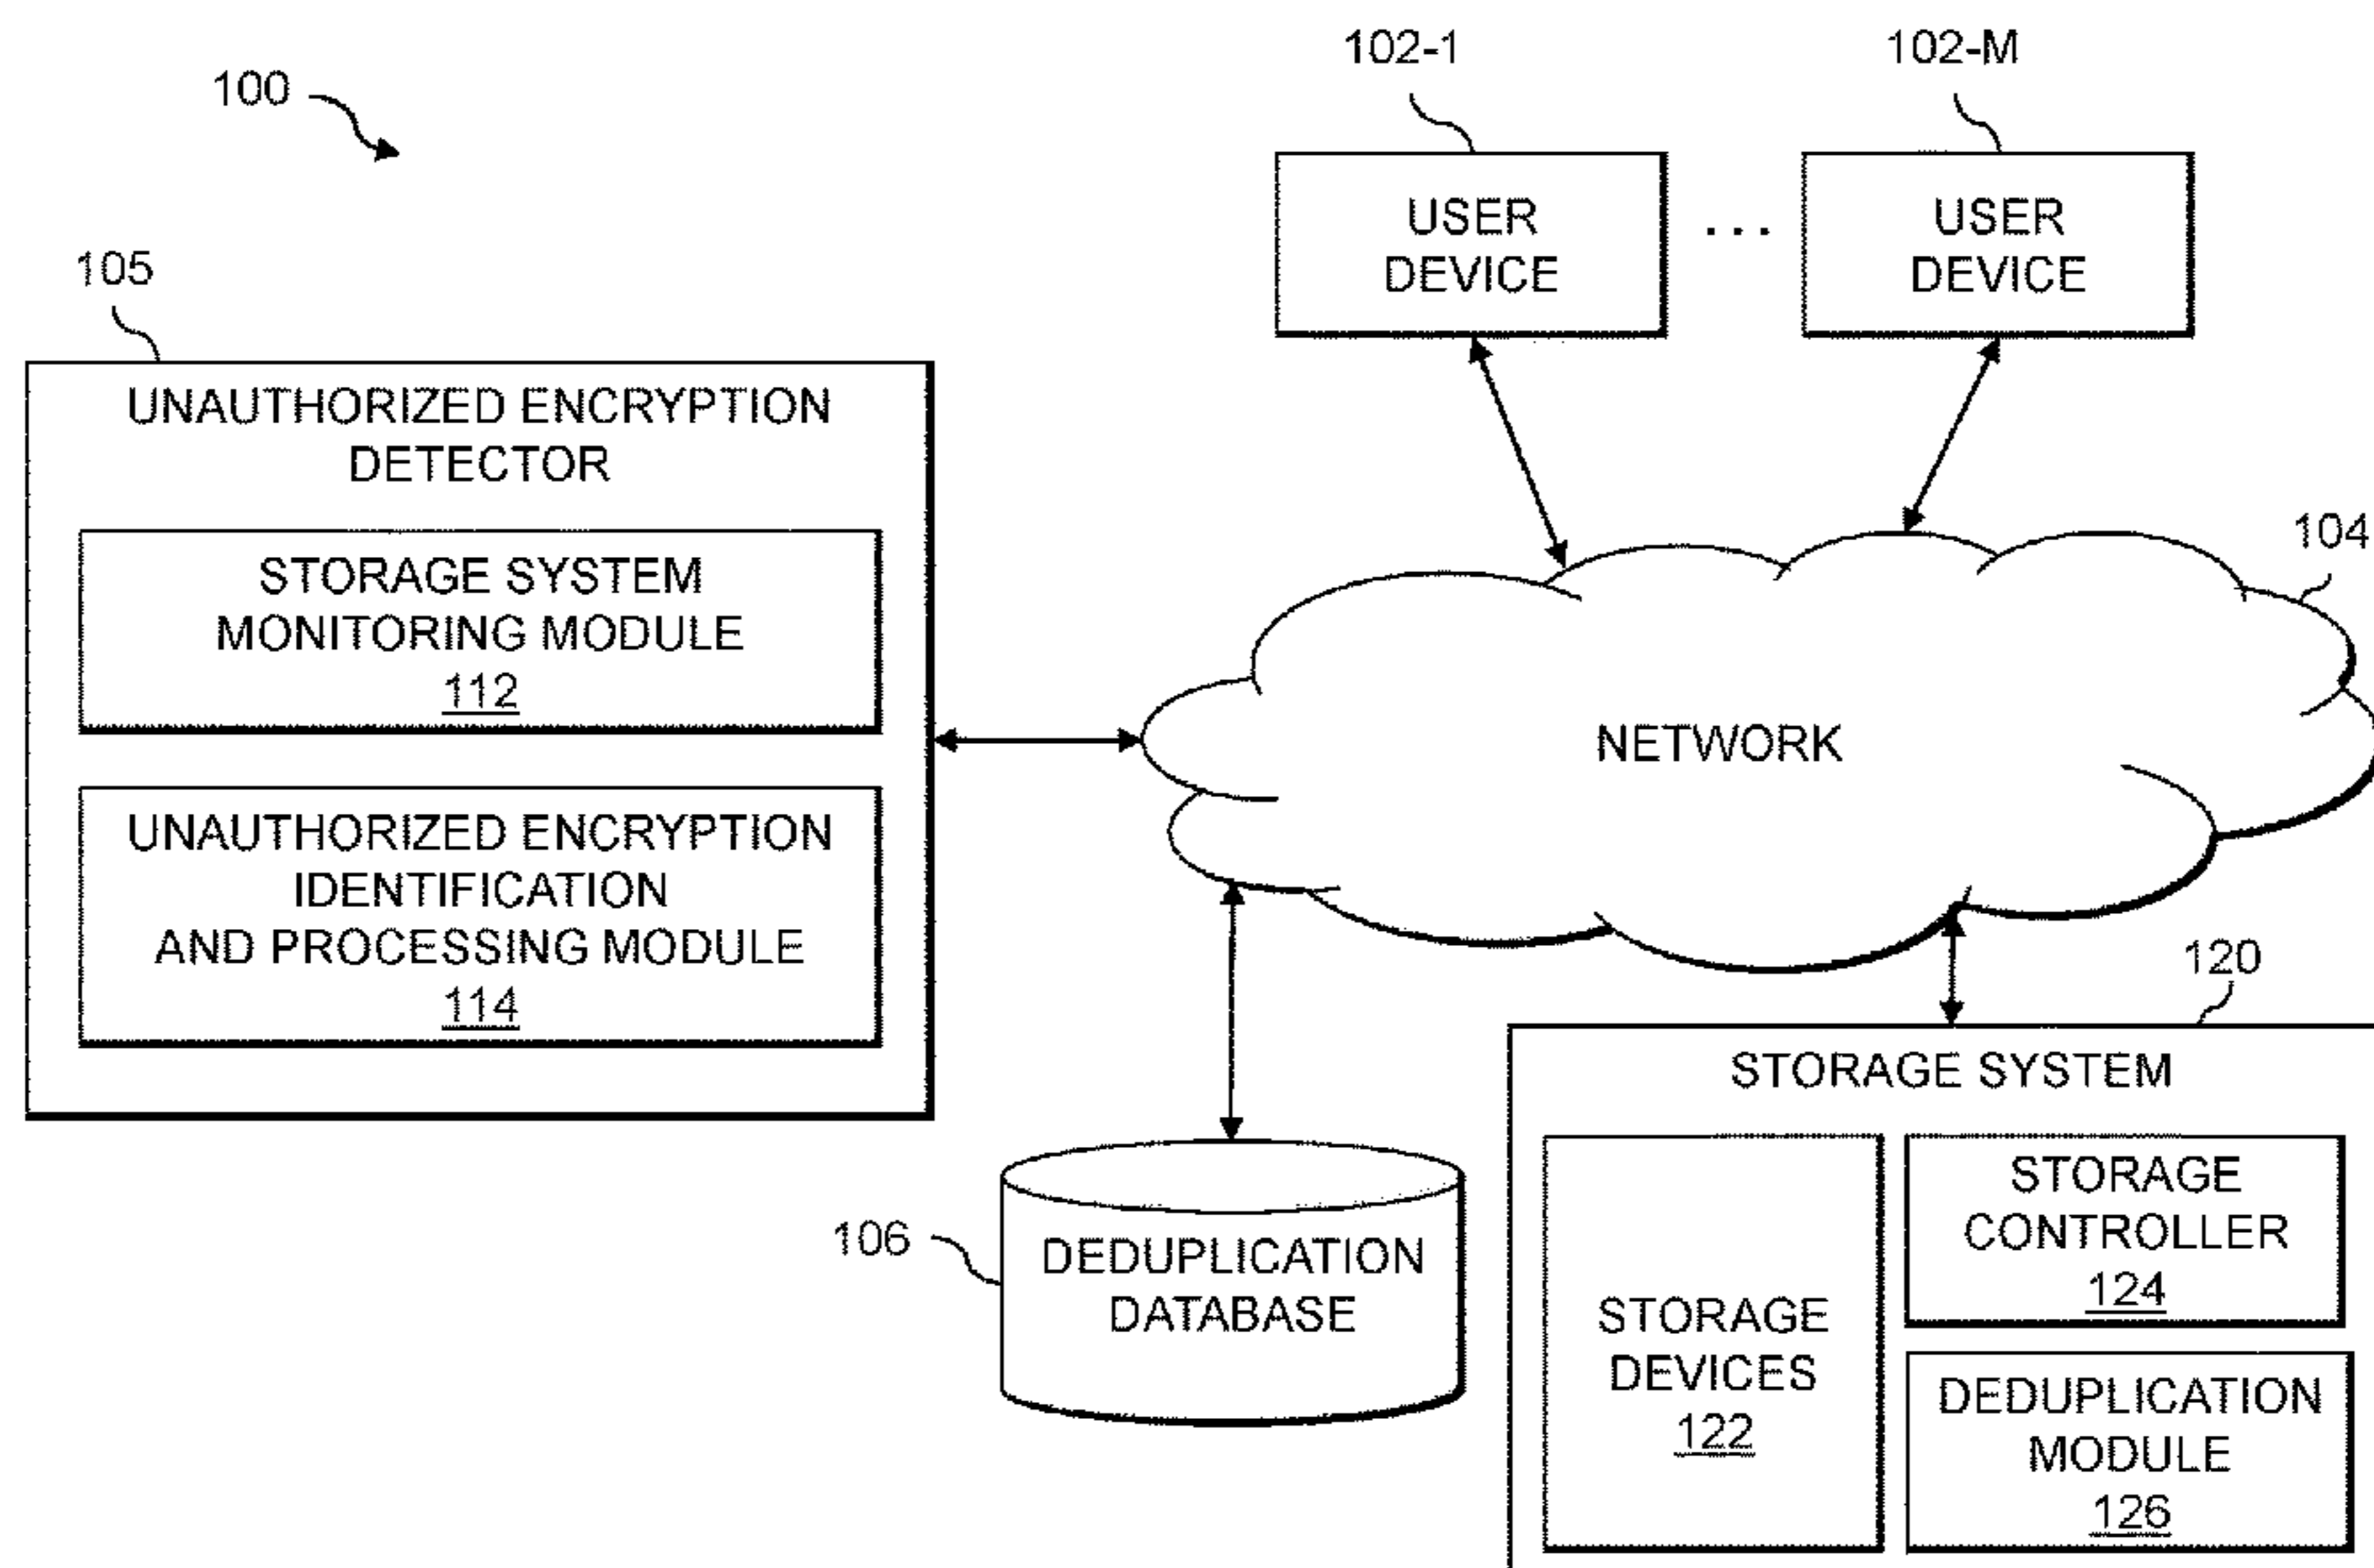 100
102-1
102-M
USER
DEVICE
...
USER
DEVICE
105
UNAUTHORIZED ENCRYPTION
DETECTOR
STORAGE SYSTEM
MONITORING MODULE
112
UNAUTHORIZED ENCRYPTION
IDENTIFICATION
AND PROCESSING MODULE
114
104
NETWORK
106
DEDUPLICATION
DATABASE
120
STORAGE SYSTEM
STORAGE
DEVICES
122
STORAGE
CONTROLLER
124
DEDUPLICATION
MODULE
126